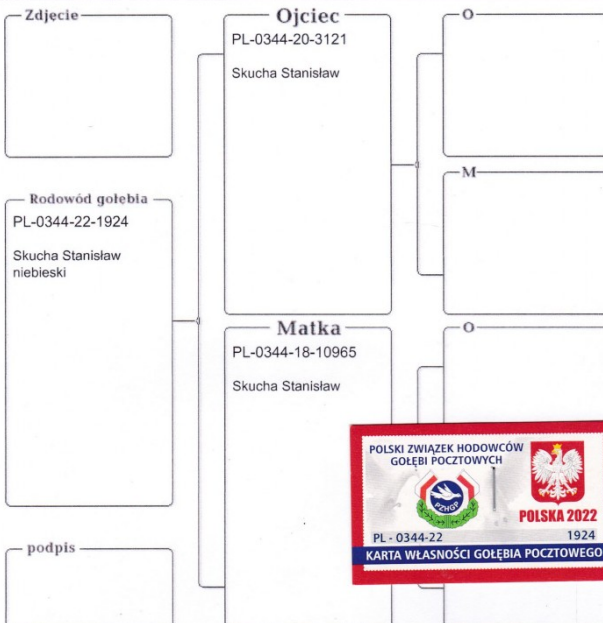 Zdjęcie
Ojciec
PL-0344-20-3121
Skucha Stanisław
O
M
Rodowód gołebia
PL-0344-22-1924
Skucha Stanisław
niebieski
Matka
PL-0344-18-10965
Skucha Stanisław
O
POLSKI ZWIĄZEK HODOWCÓW
GOŁĘBI POCZTOWYCH
PZHGP
POLSKA 2022
PL - 0344-22 1924
KARTA WŁASNOŚCI GOŁĘBIA POCZTOWEGO
podpis